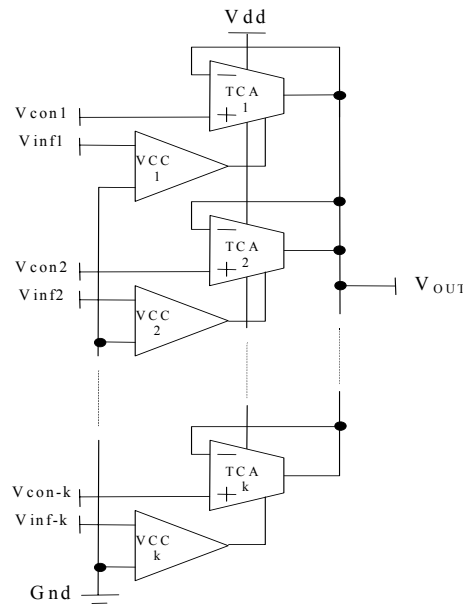 Vdd
TCA
1
Vcon1
Vinf1
VCC
1
TCA
2
Vcon2
Vinf2
VCC
2
VOUT
TCA
k
Vcon-k
Vinf-k
VCC
k
Gnd